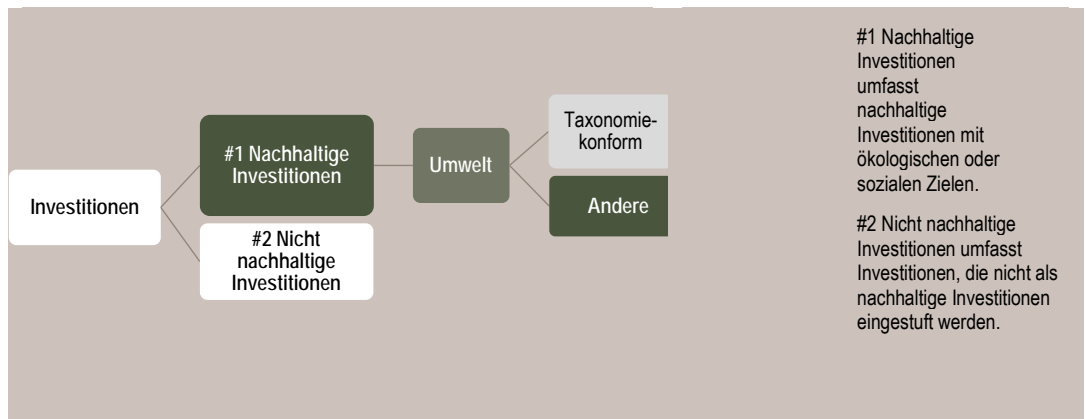 Investitionen
#1 Nachhaltige
Investitionen
#2 Nicht
nachhaltige
Investitionen
Umwelt
Taxonomie-
konform
Andere
#1 Nachhaltige
Investitionen
umfasst
nachhaltige
Investitionen mit
ökologischen oder
sozialen Zielen.
#2 Nicht nachhaltige
Investitionen umfasst
Investitionen, die nicht als
nachhaltige Investitionen
eingestuft werden.